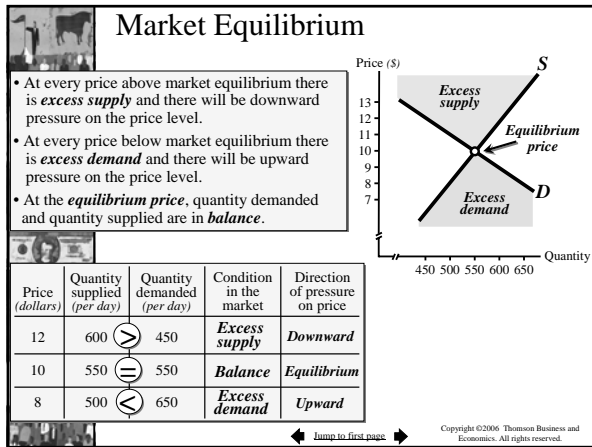 Market Equilibrium
• At every price above market equilibrium there
is excess supply and there will be downward
pressure on the price level.
• At every price below market equilibrium there
is excess demand and there will be upward
pressure on the price level.
• At the equilibrium price, quantity demanded
and quantity supplied are in balance.
Price ($)
S
Excess
supply
13
12
11
10
9
8
7
Equilibrium
price
Excess
demand
D
Quantity
450 500 550 600 650
Price
(dollars)
Quantity
supplied
(per day)
Quantity
demanded
(per day)
Condition
in the
market
Direction
of pressure
on price
12 600 > 450 Excess
supply Downward
10 550 = 550 Balance Equilibrium
8 500 < 650 Excess
demand Upward
Jump to first page
Copyright ©2006 Thomson Business and
Economics. All rights reserved.